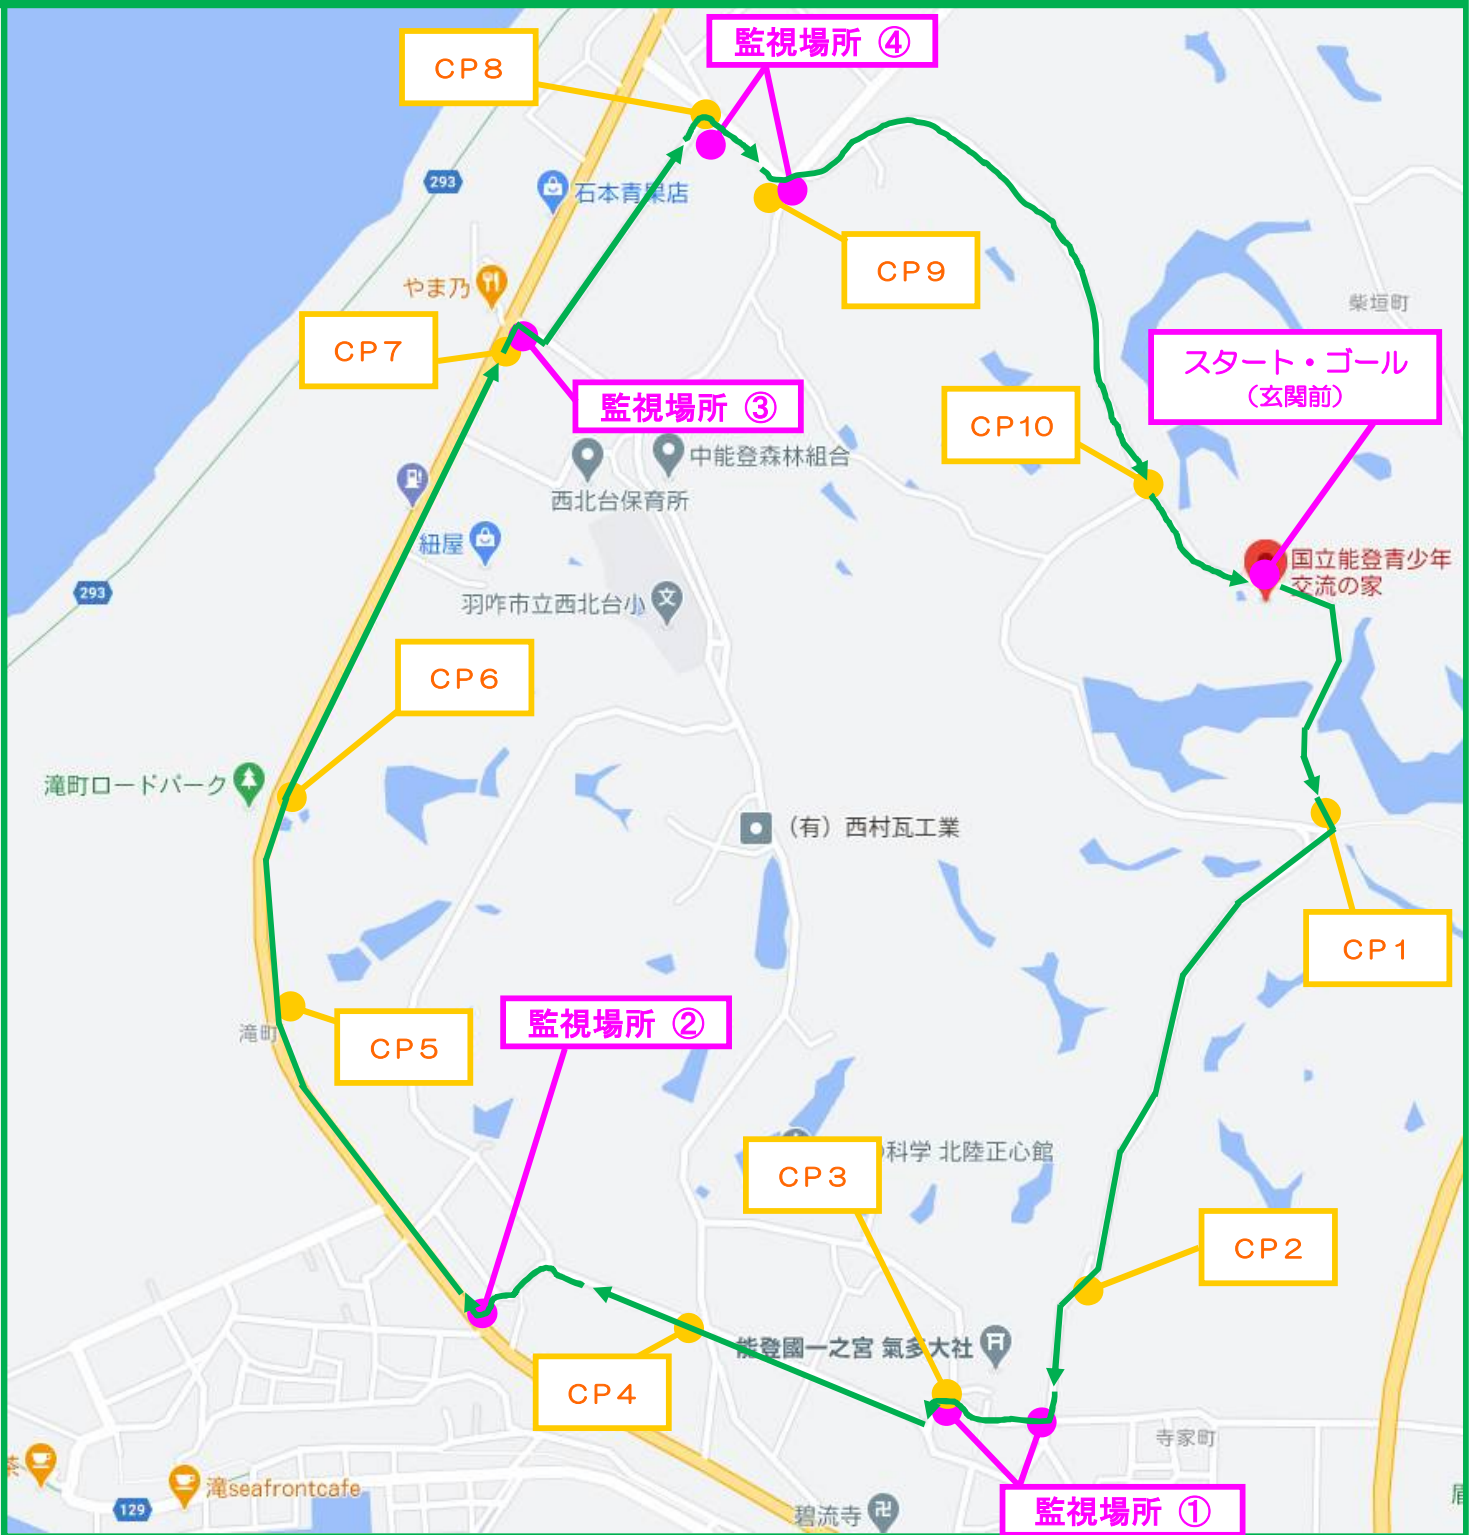 監視場所 ④
CP8
293
石本青果店
CP9
やま乃
柴垣町
CP7
スタート・ゴール
（玄関前）
監視場所 ③
CP10
中能登森林組合
西北台保育所
紐屋
国立能登青少年
交流の家
293
羽咋市立西北台小
文
CP6
滝町ロードパーク
（有）西村瓦工業
CP1
監視場所 ②
滝町
CP5
科学 北陸正心館
CP3
CP2
能登國一之宮 氣多大社
CP4
寺家町
茶
滝seafrontcafe
129
碧流寺
監視場所 ①